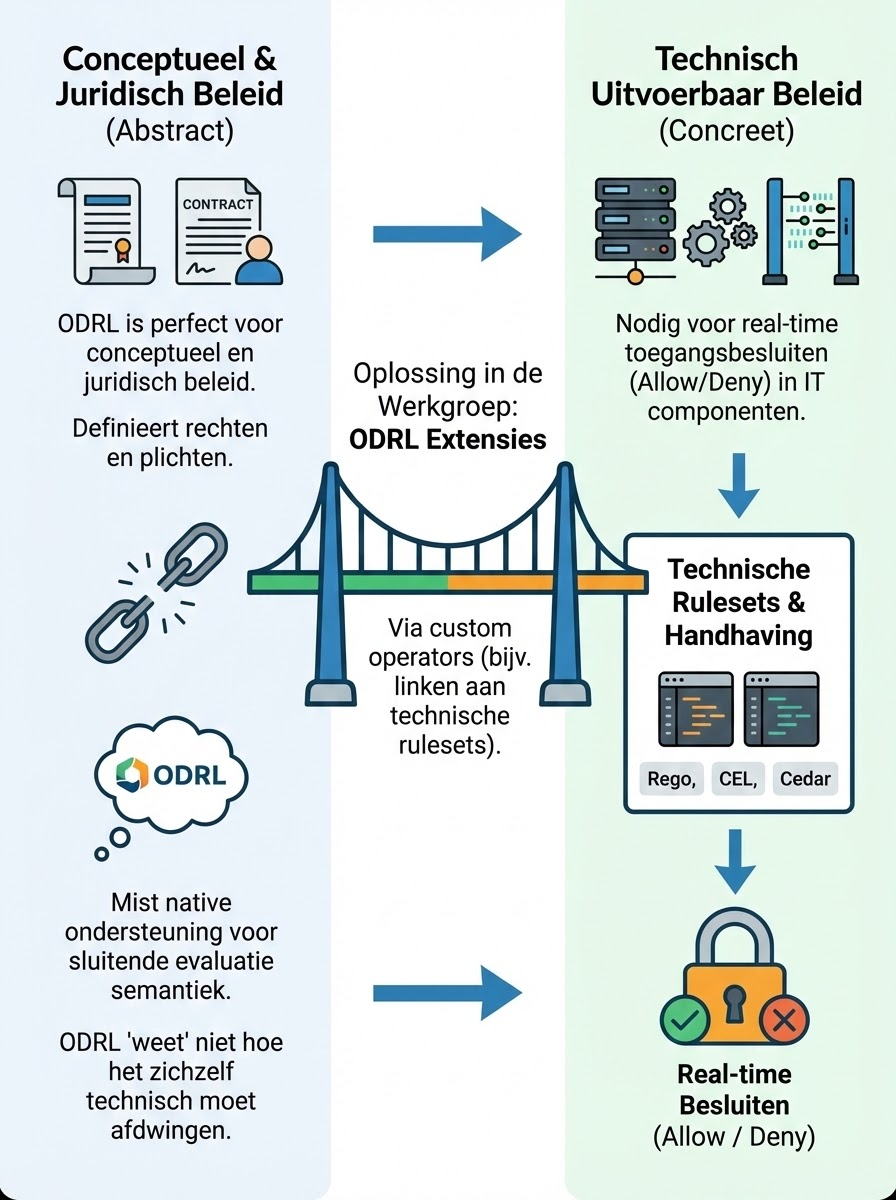 Conceptueel &
Juridisch Beleid
(Abstract)
CONTRACT
ODRL is perfect voor
conceptueel en
juridisch beleid.
Definieert rechten
en plichten.
ODRL
Mist native
ondersteuning voor
sluitende evaluatie
semantiek.
ODRL 'weet' niet hoe
het zichzelf
technisch moet
afdwingen.
Oplossing in de
Werkgroep:
ODRL Extensies
Via custom
operators (bijv.
linken aan
technische
rulesets).
Technisch
Uitvoerbaar Beleid
(Concreet)
Nodig voor real-time
toegangsbesluiten
(Allow/Deny) in IT
componenten.
Technische
Rulesets &
Handhaving
Rego, CEL, Cedar
Real-time
Besluiten
(Allow / Deny)